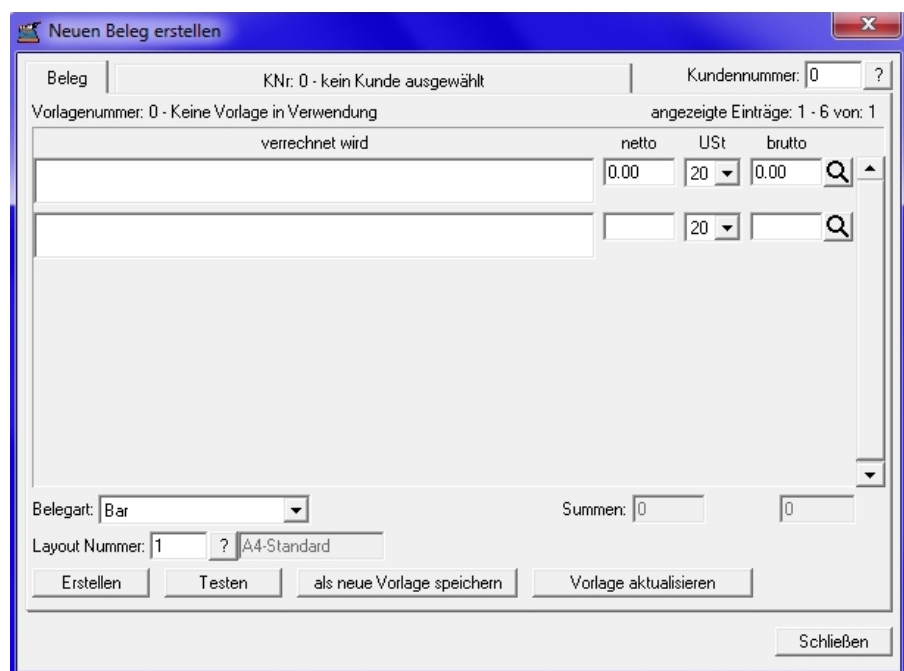 Neuen Beleg erstellen
x
Beleg KNr: 0 - kein Kunde ausgewählt Kundennummer: 0 ?
Vorlagenummer: 0 - Keine Vorlage in Verwendung angezeigte Einträge: 1 - 6 von: 1
verrechnet wird netto USt brutto
0.00 20 0.00
20
Belegart: Bar Summen: 0 0
Layout Nummer: 1 ? A4-Standard
Erstellen Testen als neue Vorlage speichern Vorlage aktualisieren
Schließen